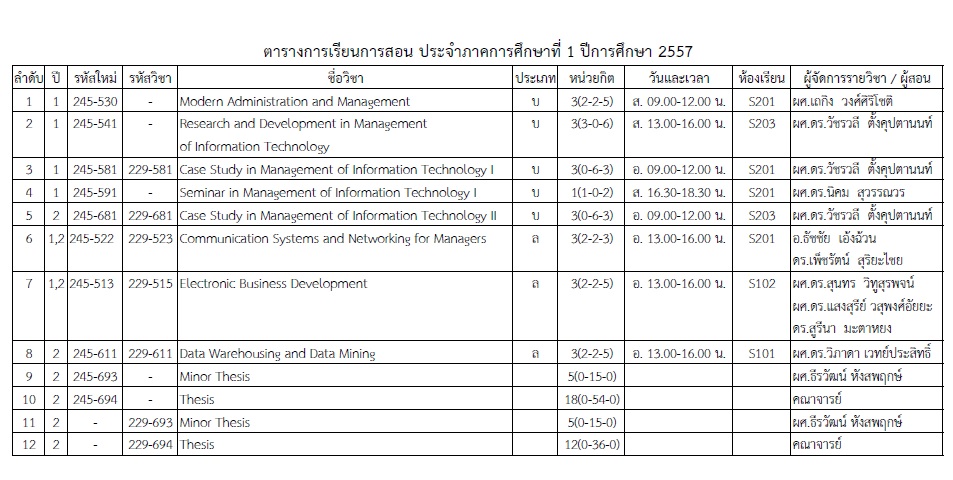 ตารางการเรียนการสอน ประจำภาคการศึกษาที่ 1 ปีการศึกษา 2557
ลำดับ ปี รหัสใหม่ รหัสวิชา ชื่อวิชา ประเภท หน่วยกิต วันและเวลา ห้องเรียน ผู้จัดการรายวิชา / ผู้สอน
1 1 245-530 - Modern Administration and Management บ 3(2-2-5) ส. 09.00-12.00 น. S201 ผศ.เถกิง วงศ์ศิริโชติ
2 1 245-541 - Research and Development in Management บ 3(3-0-6) ส. 13.00-16.00 น. S203 ผศ.ดร.วัชรวลี ตั้งคุปตานนท์
of Information Technology
3 1 245-581 229-581 Case Study in Management of Information Technology I บ 3(0-6-3) อ. 09.00-12.00 น. S201 ผศ.ดร.วัชรวลี ตั้งคุปตานนท์
4 1 245-591 - Seminar in Management of Information Technology I บ 1(1-0-2) ส. 16.30-18.30 น. S201 ผศ.ดร.นิคม สุวรรณวร
5 2 245-681 229-681 Case Study in Management of Information Technology II บ 3(0-6-3) อ. 09.00-12.00 น. S203 ผศ.ดร.วัชรวลี ตั้งคุปตานนท์
6 1,2 245-522 229-523 Communication Systems and Networking for Managers ล 3(2-2-3) อ. 13.00-16.00 น. S201 อ.ธัชชัย เอ้งฉ้วน
ดร.เพ็ชรัตน์ สุริยะไชย
7 1,2 245-513 229-515 Electronic Business Development ล 3(2-2-5) อ. 13.00-16.00 น. S102 ผศ.ดร.สุนทร วิทูสุรพจน์
ผศ.ดร.แสงสุรีย์ วสุพงศ์อัยยะ
ดร.สุรีนา มะตาหยง
8 2 245-611 229-611 Data Warehousing and Data Mining ล 3(2-2-5) อ. 13.00-16.00 น. S101 ผศ.ดร.วิภาดา เวทย์ประสิทธิ์
9 2 245-693 - Minor Thesis 5(0-15-0) ผศ.ธีรวัฒน์ หังสพฤกษ์
10 2 245-694 - Thesis 18(0-54-0) คณาจารย์
11 2 - 229-693 Minor Thesis 5(0-15-0) ผศ.ธีรวัฒน์ หังสพฤกษ์
12 2 - 229-694 Thesis 12(0-36-0) คณาจารย์